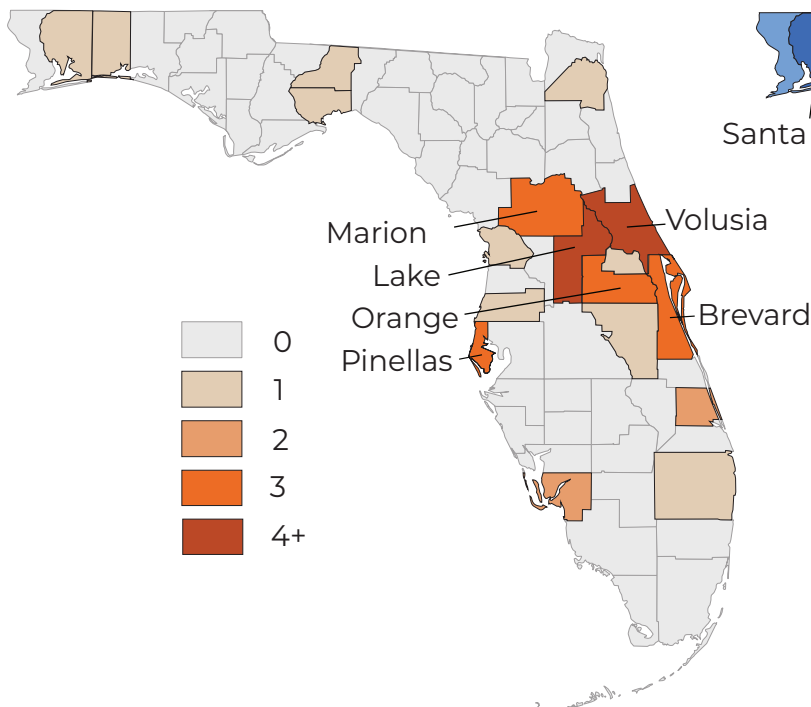 Santa
Marion
Volusia
Lake
Orange
Brevard
Pinellas
0
1
2
3
4+